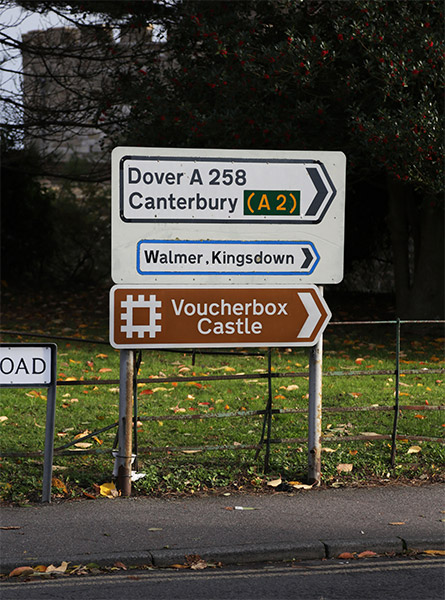 Dover A 258
Canterbury (A 2)
Walmer, Kingsdown
Voucherbox
Castle
OAD